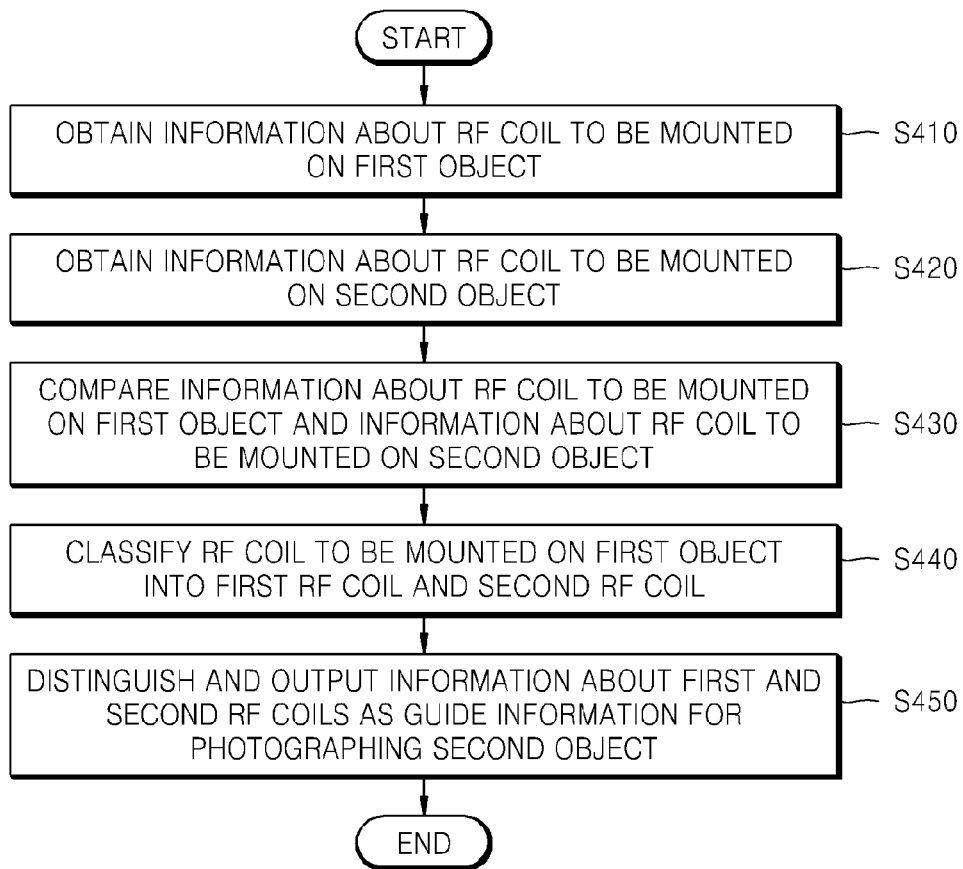 START
OBTAIN INFORMATION ABOUT RF COIL TO BE MOUNTED
ON FIRST OBJECT
S410
OBTAIN INFORMATION ABOUT RF COIL TO BE MOUNTED
ON SECOND OBJECT
S420
COMPARE INFORMATION ABOUT RF COIL TO BE MOUNTED
ON FIRST OBJECT AND INFORMATION ABOUT RF COIL TO
BE MOUNTED ON SECOND OBJECT
S430
CLASSIFY RF COIL TO BE MOUNTED ON FIRST OBJECT
INTO FIRST RF COIL AND SECOND RF COIL
S440
DISTINGUISH AND OUTPUT INFORMATION ABOUT FIRST AND
SECOND RF COILS AS GUIDE INFORMATION FOR
PHOTOGRAPHING SECOND OBJECT
S450
END